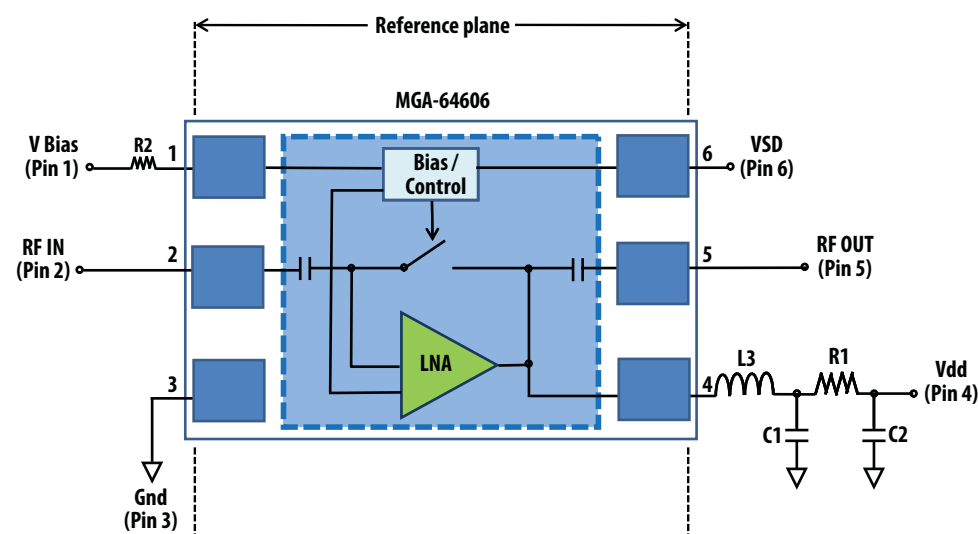 Reference plane
MGA-64606
V Bias
(Pin 1)
R2
1
Bias /
Control
6
VSD
(Pin 6)
RF IN
(Pin 2)
2
5
RF OUT
(Pin 5)
3
LNA
4
L3
R1
Vdd
(Pin 4)
C1
C2
Gnd
(Pin 3)